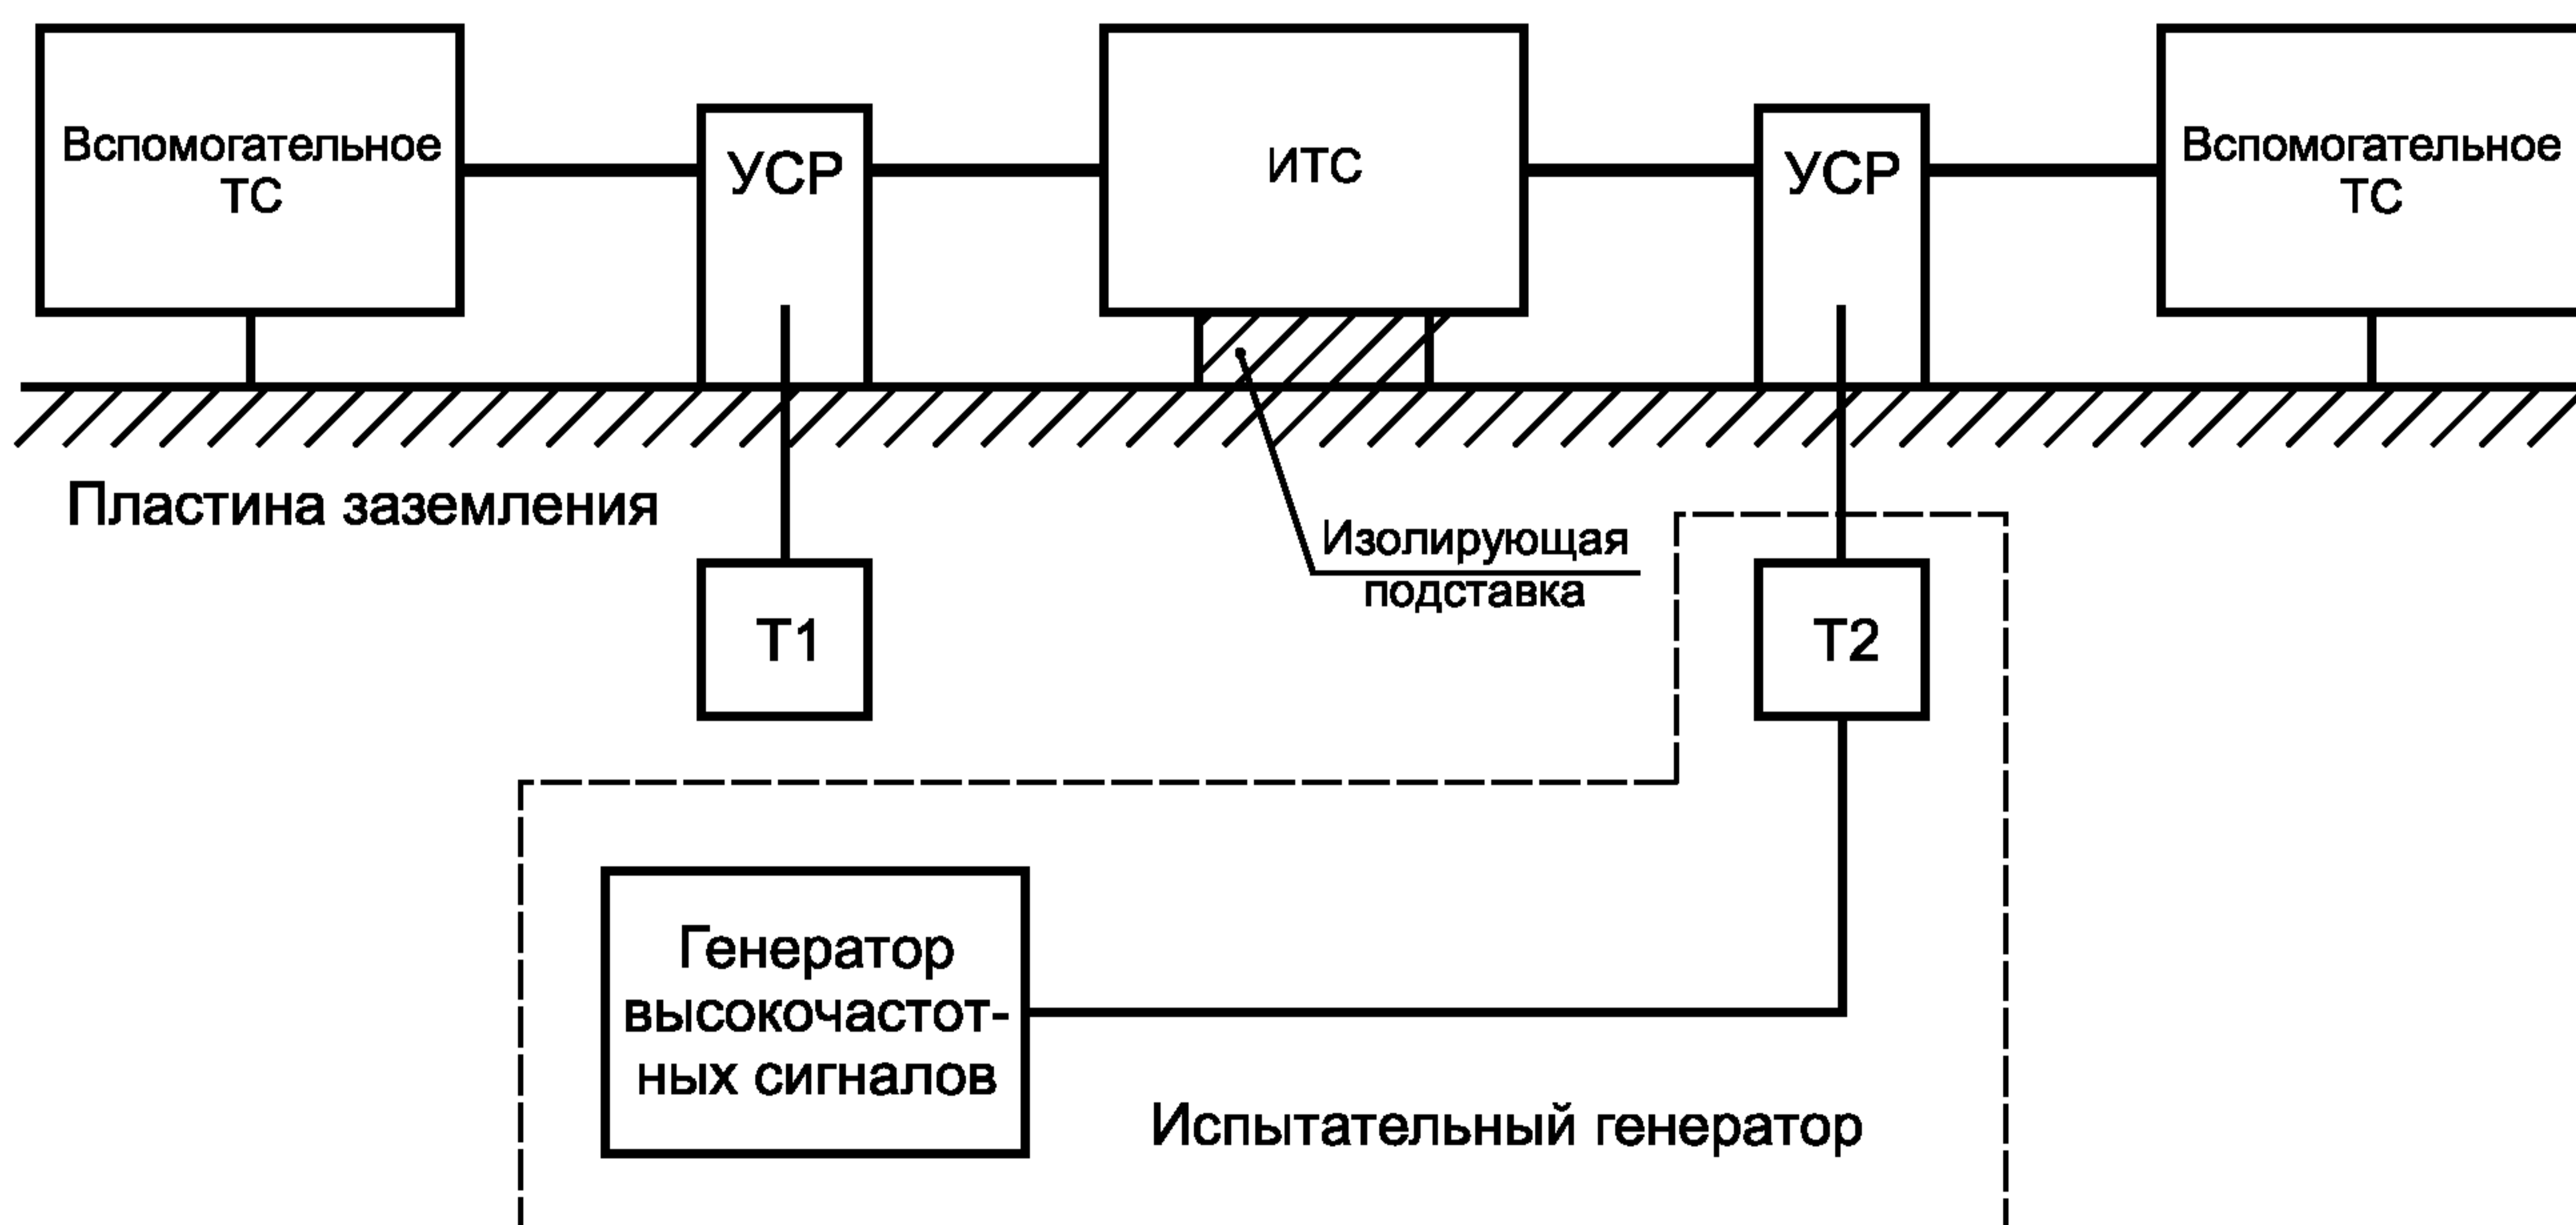 Вспомогательное
ТС
УСР
ИТС
УСР
Вспомогательное
ТС
Пластина заземления
Изолирующая
подставка
Т1
Т2
Генератор
высокочастот-
ных сигналов
Испытательный генератор